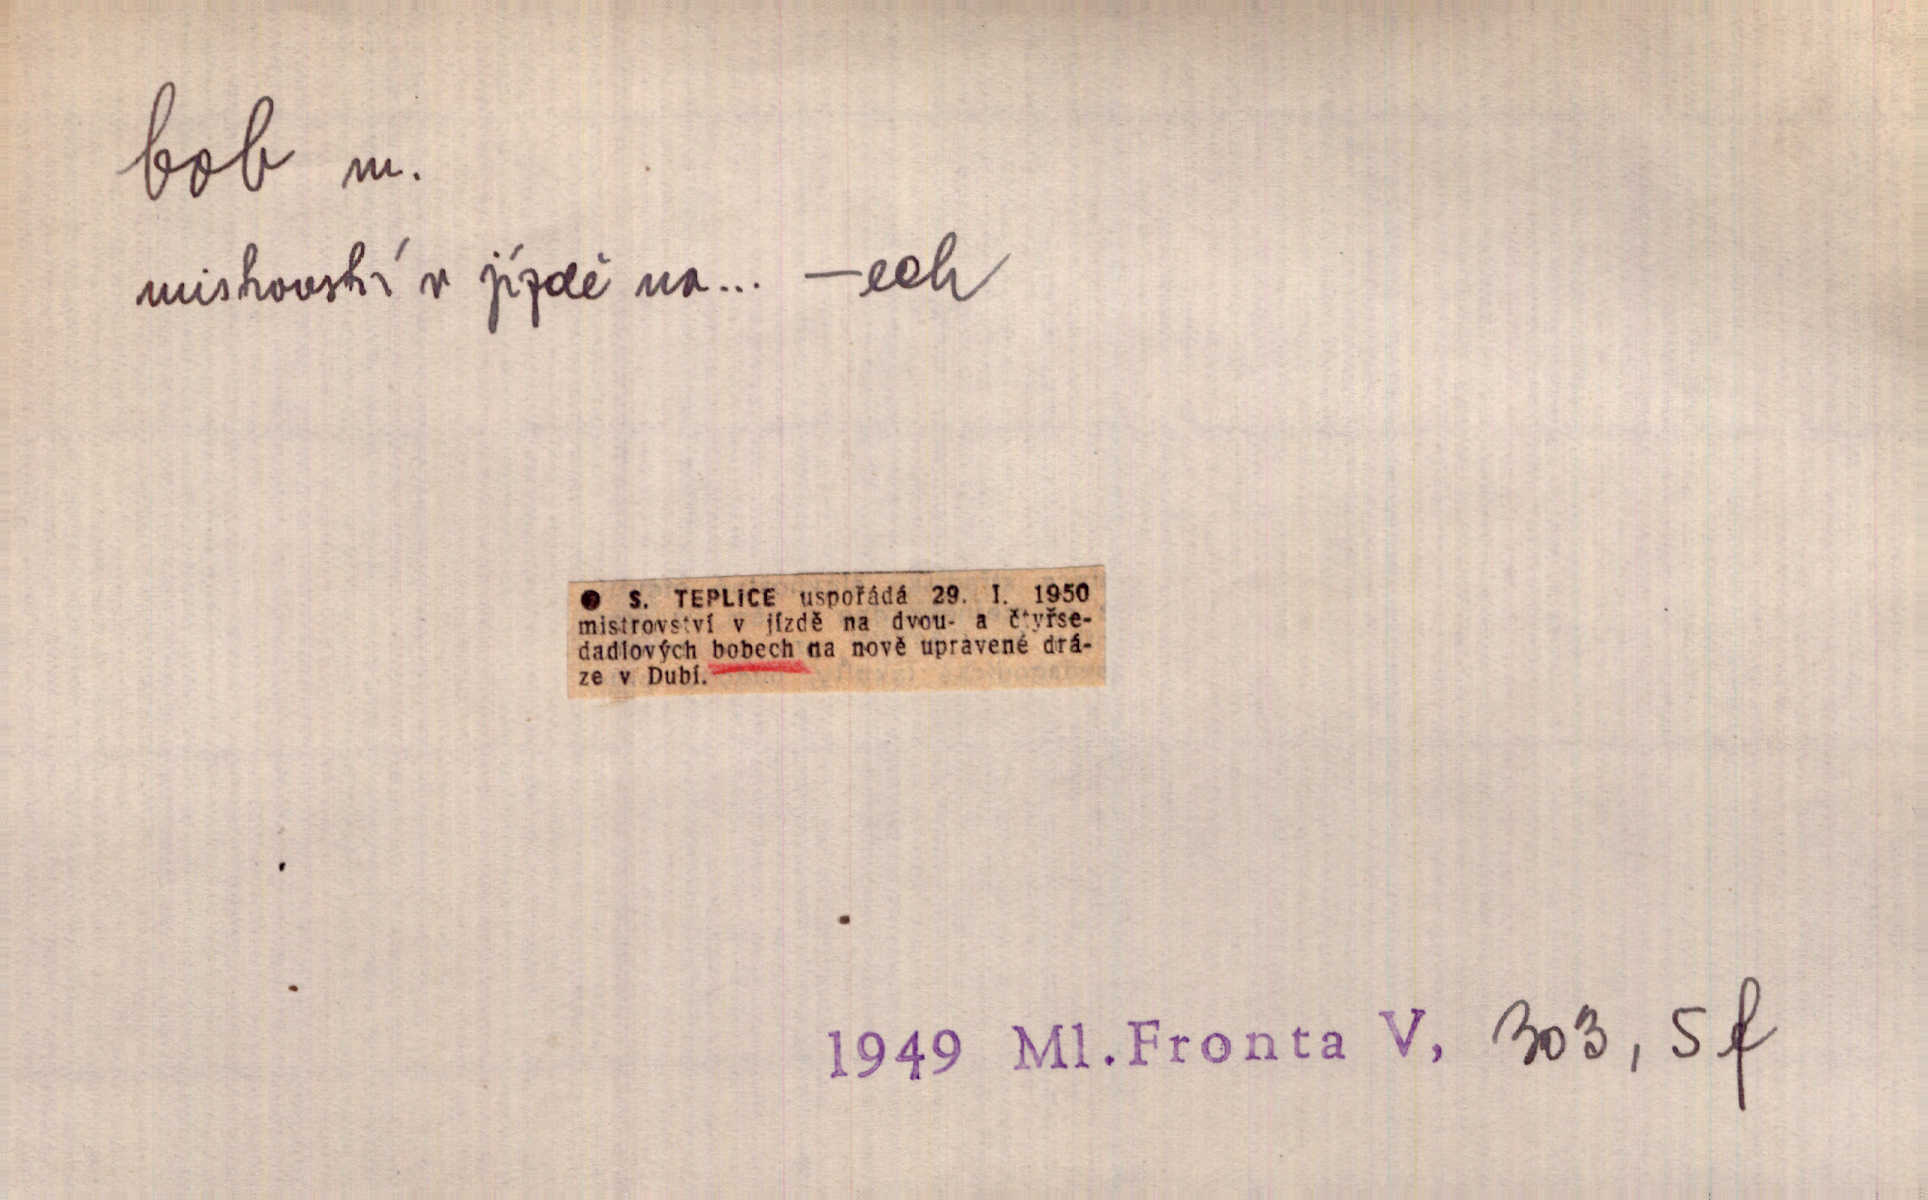 bob m.
mistrovství v jízdě na... —ech
● S. TEPLICE uspořádá 29. I. 1950
mistrovství v jízdě na dvou- a čtyřse-
dadlových bobech na nově upravené drá-
ze v Dubí.
1949 Ml.Fronta V, 303, 5f